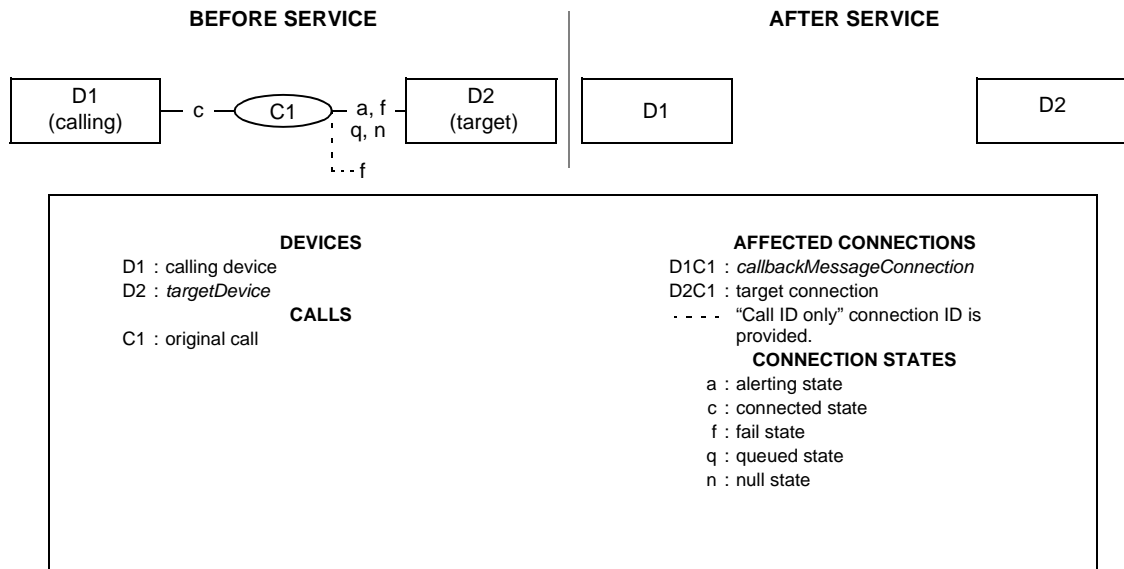 BEFORE SERVICE
AFTER SERVICE
D1
(calling)
c
C1
a, f
q, n
f
D2
(target)
D1
D2
DEVICES
D1 : calling device
D2 : targetDevice
CALLS
C1 : original call
AFFECTED CONNECTIONS
D1C1 : callbackMessageConnection
D2C1 : target connection
- - - - “Call ID only” connection ID is
provided.
CONNECTION STATES
a : alerting state
c : connected state
f : fail state
q : queued state
n : null state